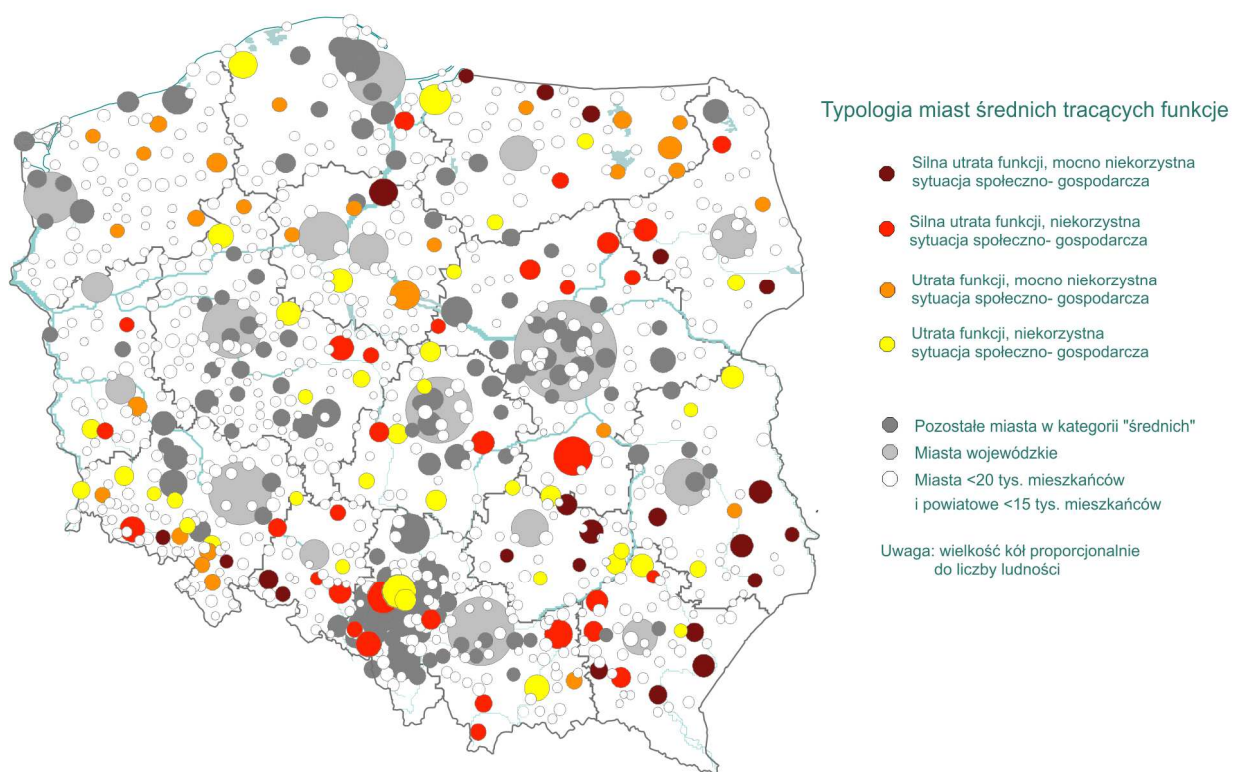 Typologia miast średnich tracących funkcje
Silna utrata funkcji, mocno niekorzystna
sytuacja społeczno- gospodarcza
Silna utrata funkcji, niekorzystna
sytuacja społeczno- gospodarcza
Utrata funkcji, mocno niekorzystna
sytuacja społeczno- gospodarcza
Utrata funkcji, niekorzystna
sytuacja społeczno- gospodarcza
Pozostałe miasta w kategorii "średnich"
Miasta wojewódzkie
Miasta <20 tys. mieszkańców
i powiatowe <15 tys. mieszkańców
Uwaga: wielkość kół proporcjonalnie
do liczby ludności